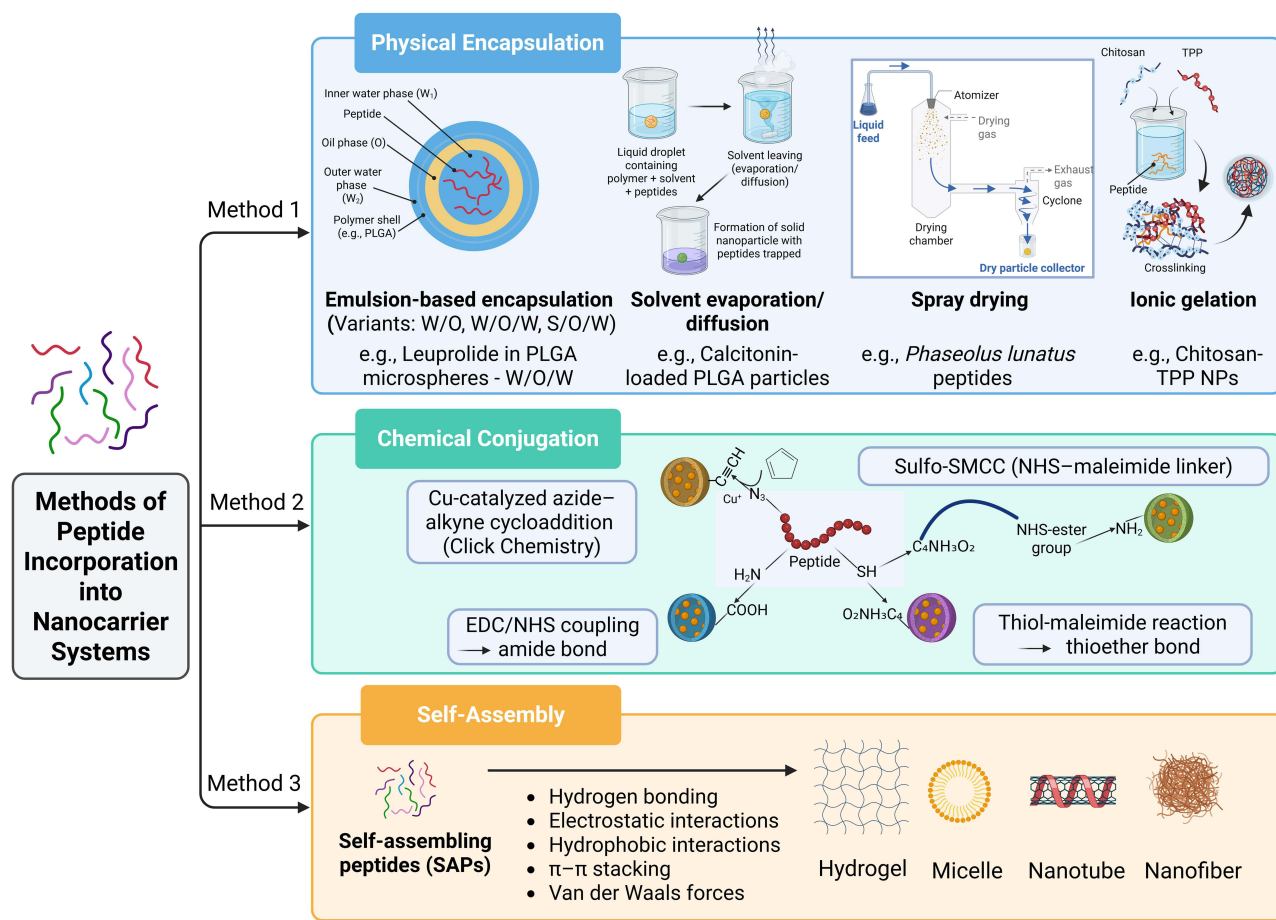 Methods of
Peptide
Incorporation
into
Nanocarrier
Systems
Method 1
Physical Encapsulation
Inner water phase (W₁)
Peptide
Oil phase (O)
Outer water
phase
(W₂)
Polymer shell
(e.g., PLGA)
Emulsion-based encapsulation
(Variants: W/O, W/O/W, S/O/W)
e.g., Leuprolide in PLGA
microspheres - W/O/W
Liquid droplet
containing
polymer + solvent
+ peptides
Solvent leaving
(evaporation/
diffusion)
Formation of solid
nanoparticle with
peptides trapped
Solvent evaporation/
diffusion
e.g., Calcitonin-
loaded PLGA particles
Liquid
feed
Atomizer
Drying
gas
Exhaust
gas
Cyclone
Drying
chamber
Dry particle collector
Spray drying
e.g., Phaseolus lunatus
peptides
Chitosan
TPP
Peptide
Crosslinking
Ionic gelation
e.g., Chitosan-
TPP NPs
Method 2
Chemical Conjugation
Cu-catalyzed azide–
alkyne cycloaddition
(Click Chemistry)
C≡CH
Cu⁺
N₃
Sulfo-SMCC (NHS–maleimide linker)
C₄NH₃O₂
NHS-ester
group
NH₂
Peptide
H₂N
SH
COOH
O₂NH₃C₄
EDC/NHS coupling
→ amide bond
Thiol-maleimide reaction
→ thioether bond
Method 3
Self-Assembly
Self-assembling
peptides (SAPs)
• Hydrogen bonding
• Electrostatic interactions
• Hydrophobic interactions
• π–π stacking
• Van der Waals forces
Hydrogel
Micelle
Nanotube
Nanofiber